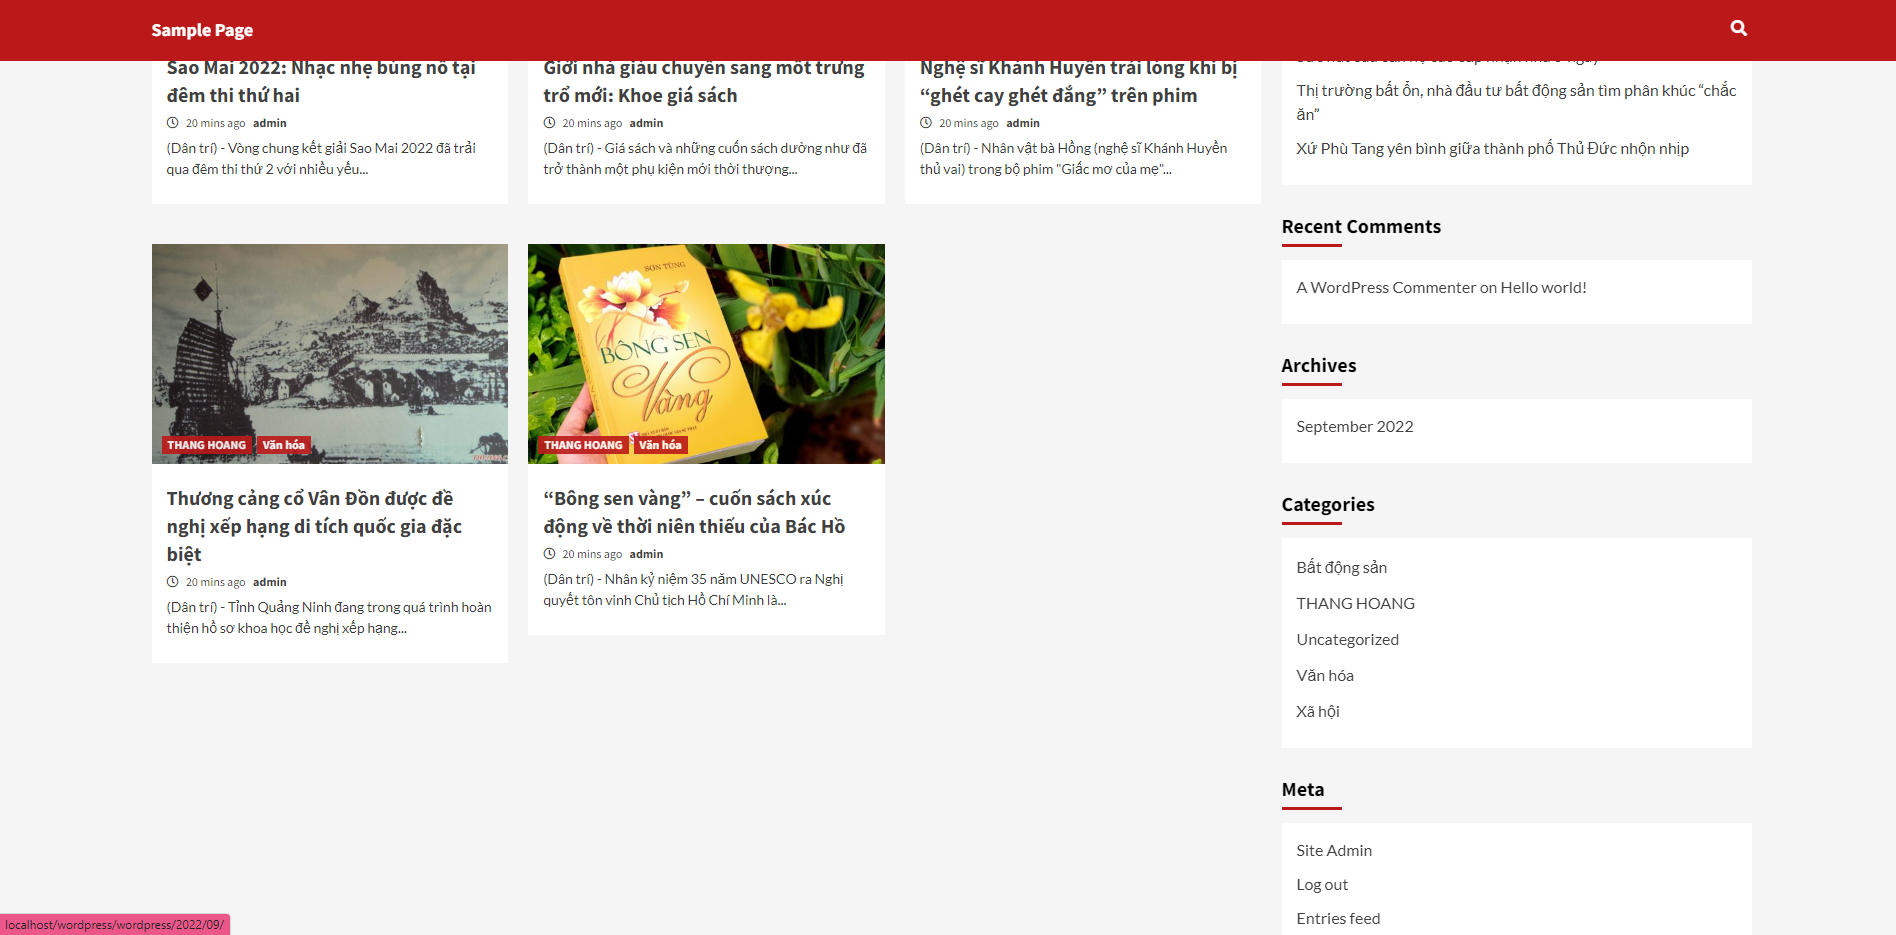 Sample Page
Sao Mai 2022: Nhạc nhẹ bùng nổ tại
đêm thi thứ hai
20 mins ago admin
(Dân trí) - Vòng chung kết giải Sao Mai 2022 đã trải
qua đêm thi thứ 2 với nhiều yếu...
Giới nhà giàu chuyển sang mốt trưng
trổ mới: Khoe giá sách
20 mins ago admin
(Dân trí) - Giá sách và những cuốn sách dường như đã
trở thành một phụ kiện mới thời thượng...
Nghệ sĩ Khánh Huyền trải lòng khi bị
“ghét cay ghét đắng” trên phim
20 mins ago admin
(Dân trí) - Nhân vật bà Hồng (nghệ sĩ Khánh Huyền
thủ vai) trong bộ phim "Giấc mơ của mẹ"...
THANG HOANG Văn hóa
Thương cảng cổ Vân Đồn được đề
nghị xếp hạng di tích quốc gia đặc
biệt
20 mins ago admin
(Dân trí) - Tỉnh Quảng Ninh đang trong quá trình hoàn
thiện hồ sơ khoa học đề nghị xếp hạng...
SƠN TÙNG
BÔNG SEN
Vàng
THANG HOANG Văn hóa
“Bông sen vàng” – cuốn sách xúc
động về thời niên thiếu của Bác Hồ
20 mins ago admin
(Dân trí) - Nhân kỷ niệm 35 năm UNESCO ra Nghị
quyết tôn vinh Chủ tịch Hồ Chí Minh là...
Thị trường bất ổn, nhà đầu tư bất động sản tìm phân khúc “chắc
ăn”
Xứ Phù Tang yên bình giữa thành phố Thủ Đức nhộn nhịp
Recent Comments
A WordPress Commenter on Hello world!
Archives
September 2022
Categories
Bất động sản
THANG HOANG
Uncategorized
Văn hóa
Xã hội
Meta
Site Admin
Log out
Entries feed
localhost/wordpress/wordpress/2022/09/